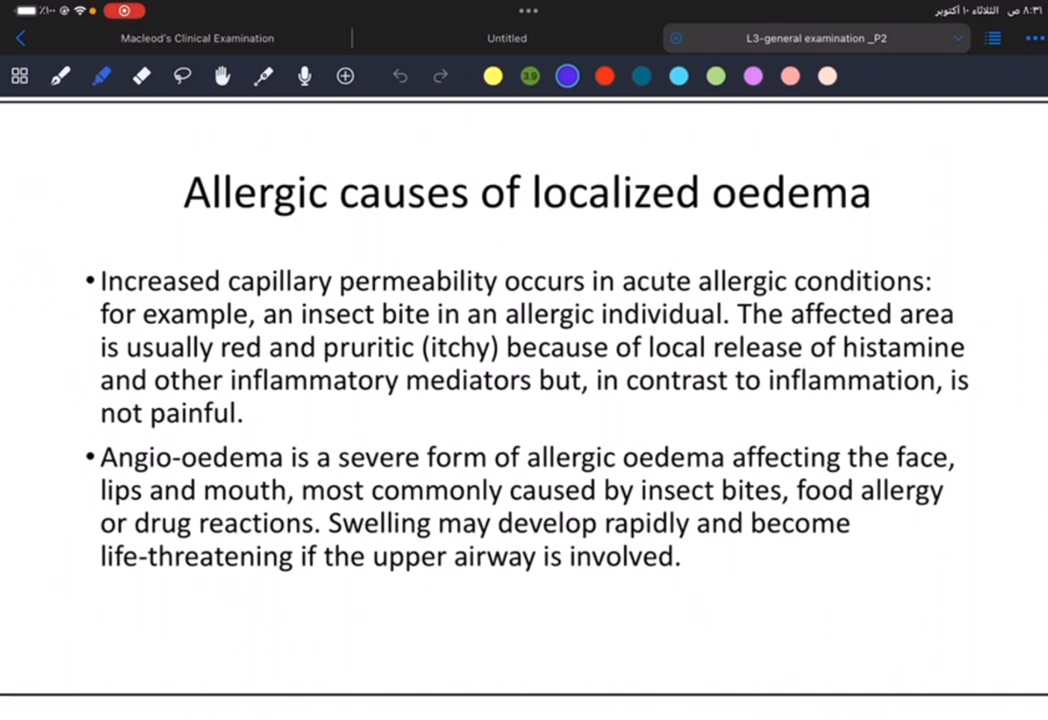 ٪١٠٠
٨:٣١ ص الثلاثاء ١٠ أكتوبر
Macleod's Clinical Examination
Untitled
L3-general examination _P2
3.9
Allergic causes of localized oedema
• Increased capillary permeability occurs in acute allergic conditions:
for example, an insect bite in an allergic individual. The affected area
is usually red and pruritic (itchy) because of local release of histamine
and other inflammatory mediators but, in contrast to inflammation, is
not painful.
• Angio-oedema is a severe form of allergic oedema affecting the face,
lips and mouth, most commonly caused by insect bites, food allergy
or drug reactions. Swelling may develop rapidly and become
life-threatening if the upper airway is involved.